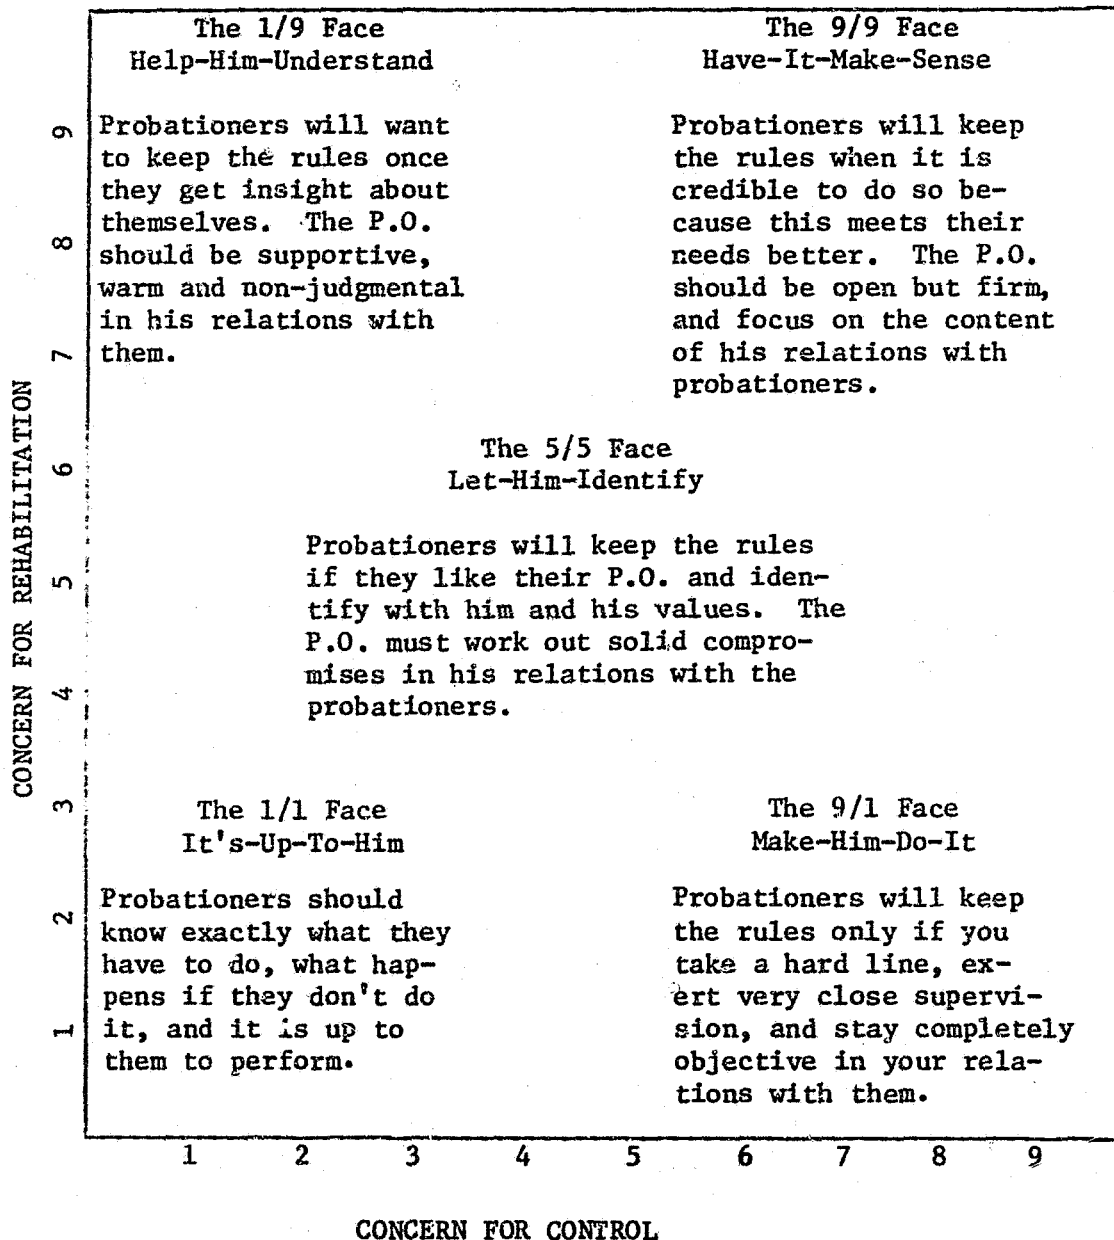 The 1/9 Face
Help-Him-Understand
Probationers will want
to keep the rules once
they get insight about
themselves. The P.O.
should be supportive,
warm and non-judgmental
in his relations with
them.
The 9/9 Face
Have-It-Make-Sense
Probationers will keep
the rules when it is
credible to do so be-
cause this meets their
needs better. The P.O.
should be open but firm,
and focus on the content
of his relations with
probationers.
The 5/5 Face
Let-Him-Identify
Probationers will keep the rules
if they like their P.O. and iden-
tify with him and his values. The
P.O. must work out solid compro-
mises in his relations with the
probationers.
The 1/1 Face
It's-Up-To-Him
Probationers should
know exactly what they
have to do, what hap-
pens if they don't do
it, and it is up to
them to perform.
The 9/1 Face
Make-Him-Do-It
Probationers will keep
the rules only if you
take a hard line, ex-
ert very close supervi-
sion, and stay completely
objective in your rela-
tions with them.
CONCERN FOR REHABILITATION
9
8
7
6
5
4
3
2
1
1 2 3 4 5 6 7 8 9
CONCERN FOR CONTROL